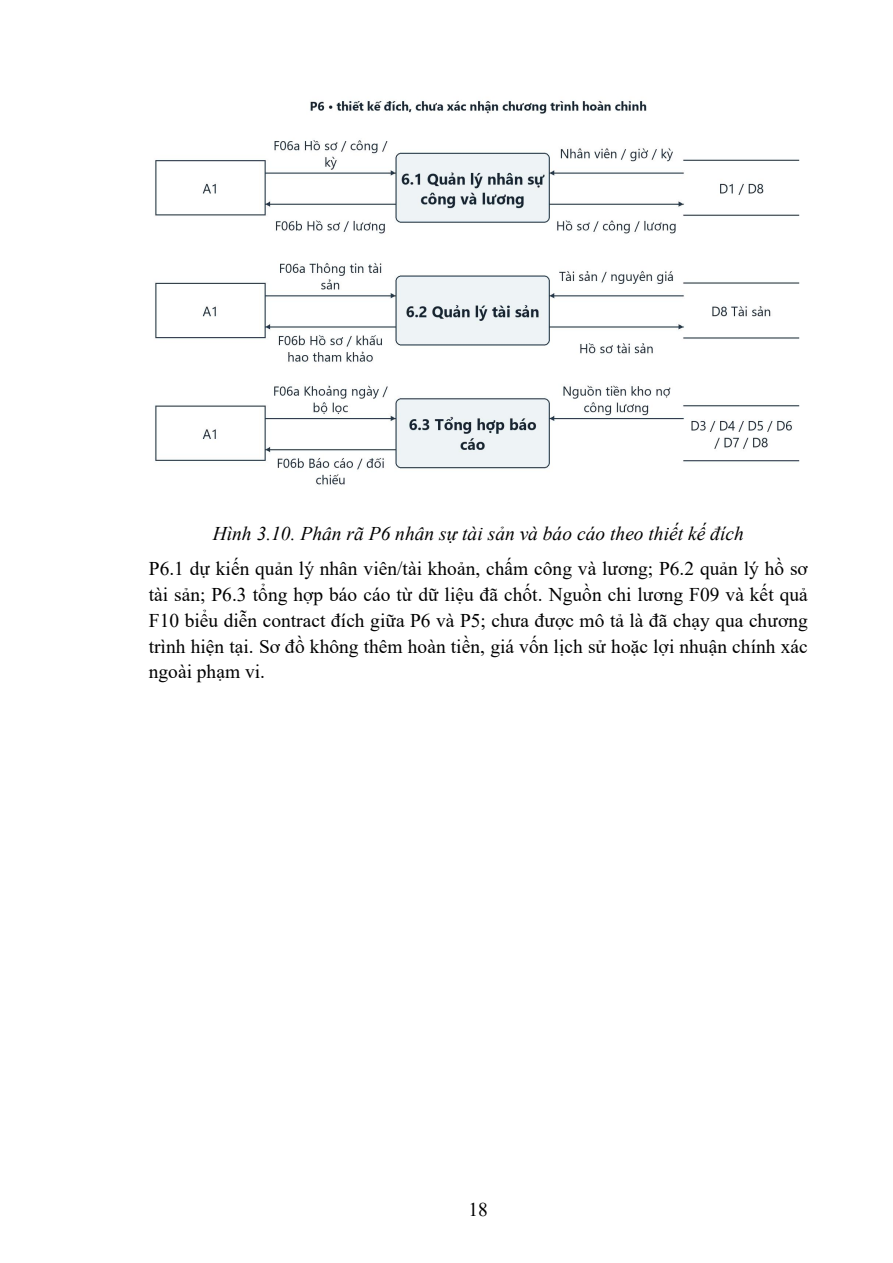 P6 • thiết kế đích, chưa xác nhận chương trình hoàn chỉnh
F06a Hồ sơ / công /
kỳ
A1
6.1 Quản lý nhân sự
công và lương
Nhân viên / giờ / kỳ
D1 / D8
F06b Hồ sơ / lương
Hồ sơ / công / lương
F06a Thông tin tài
sản
A1
6.2 Quản lý tài sản
Tài sản / nguyên giá
D8 Tài sản
F06b Hồ sơ / khấu
hao tham khảo
Hồ sơ tài sản
F06a Khoảng ngày /
bộ lọc
A1
6.3 Tổng hợp báo
cáo
Nguồn tiền kho nợ
công lương
D3 / D4 / D5 / D6
/ D7 / D8
F06b Báo cáo / đối
chiếu
Hình 3.10. Phân rã P6 nhân sự tài sản và báo cáo theo thiết kế đích
P6.1 dự kiến quản lý nhân viên/tài khoản, chấm công và lương; P6.2 quản lý hồ sơ
tài sản; P6.3 tổng hợp báo cáo từ dữ liệu đã chốt. Nguồn chi lương F09 và kết quả
F10 biểu diễn contract đích giữa P6 và P5; chưa được mô tả là đã chạy qua chương
trình hiện tại. Sơ đồ không thêm hoàn tiền, giá vốn lịch sử hoặc lợi nhuận chính xác
ngoài phạm vi.
18